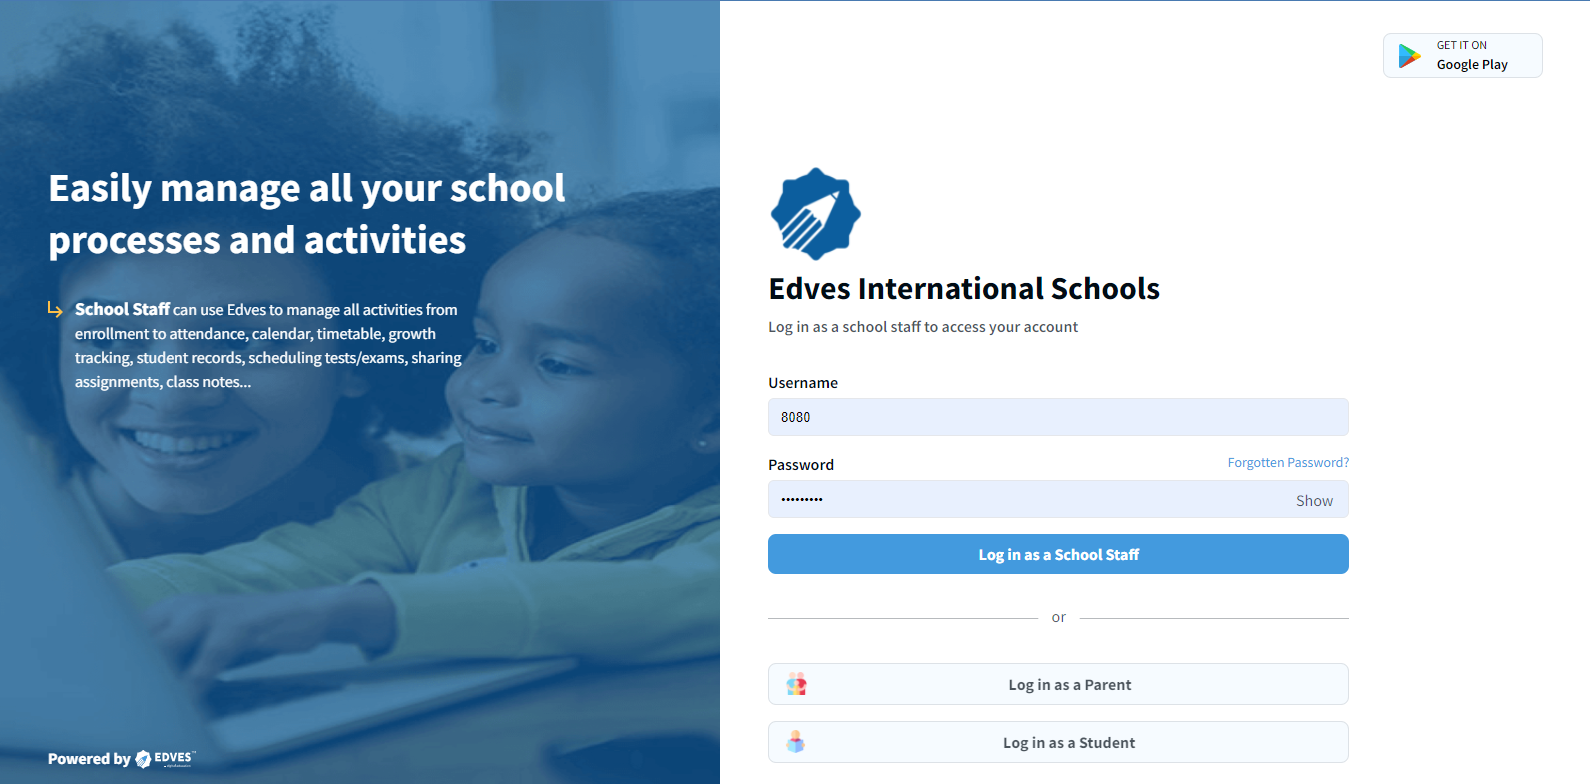 Easily manage all your school
processes and activities
School Staff can use Edves to manage all activities from
enrollment to attendance, calendar, timetable, growth
tracking, student records, scheduling tests/exams, sharing
assignments, class notes...
Powered by EDVES
GET IT ON
Google Play
Edves International Schools
Log in as a school staff to access your account
Username
8080
Password
Forgotten Password?
•••••••••
Show
Log in as a School Staff
or
Log in as a Parent
Log in as a Student